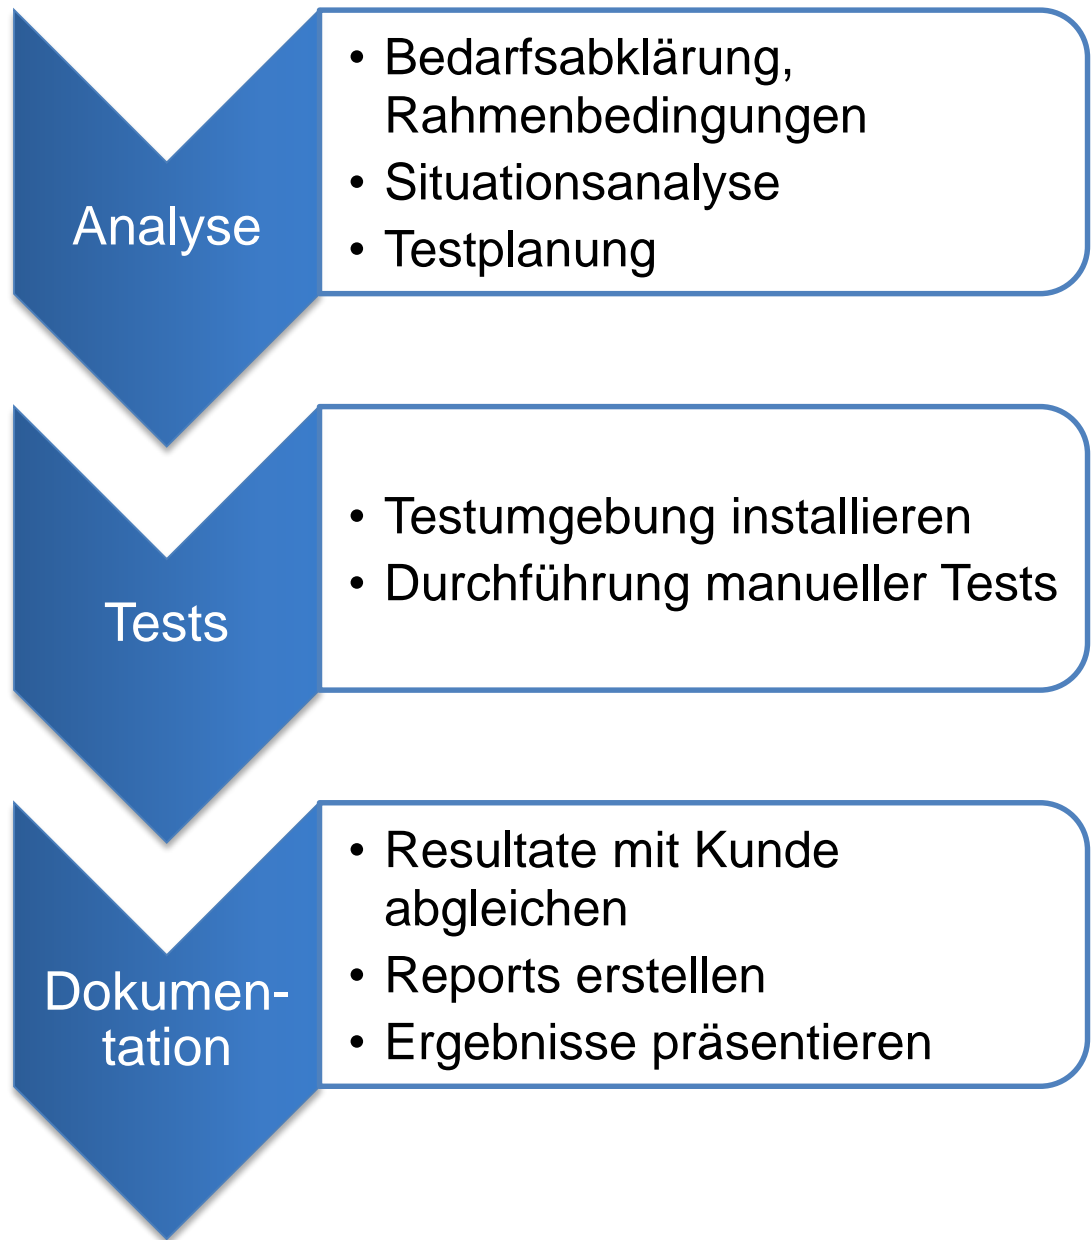 Analyse
• Bedarfsabklärung,
Rahmenbedingungen
• Situationsanalyse
• Testplanung
Tests
• Testumgebung installieren
• Durchführung manueller Tests
Dokumen-
tation
• Resultate mit Kunde
abgleichen
• Reports erstellen
• Ergebnisse präsentieren